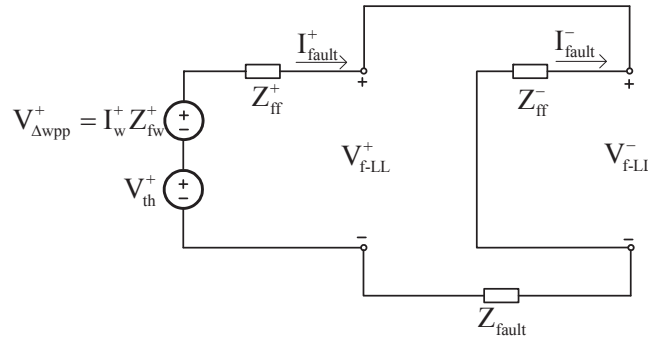 I⁺fault
I⁻fault
+
Z⁺ff
+
Z⁻ff
+
V⁺Δwpp = I⁺w Z⁺fw
+
−
V⁺f-LL
V⁻f-LL
V⁺th
+
−
−
−
Zfault